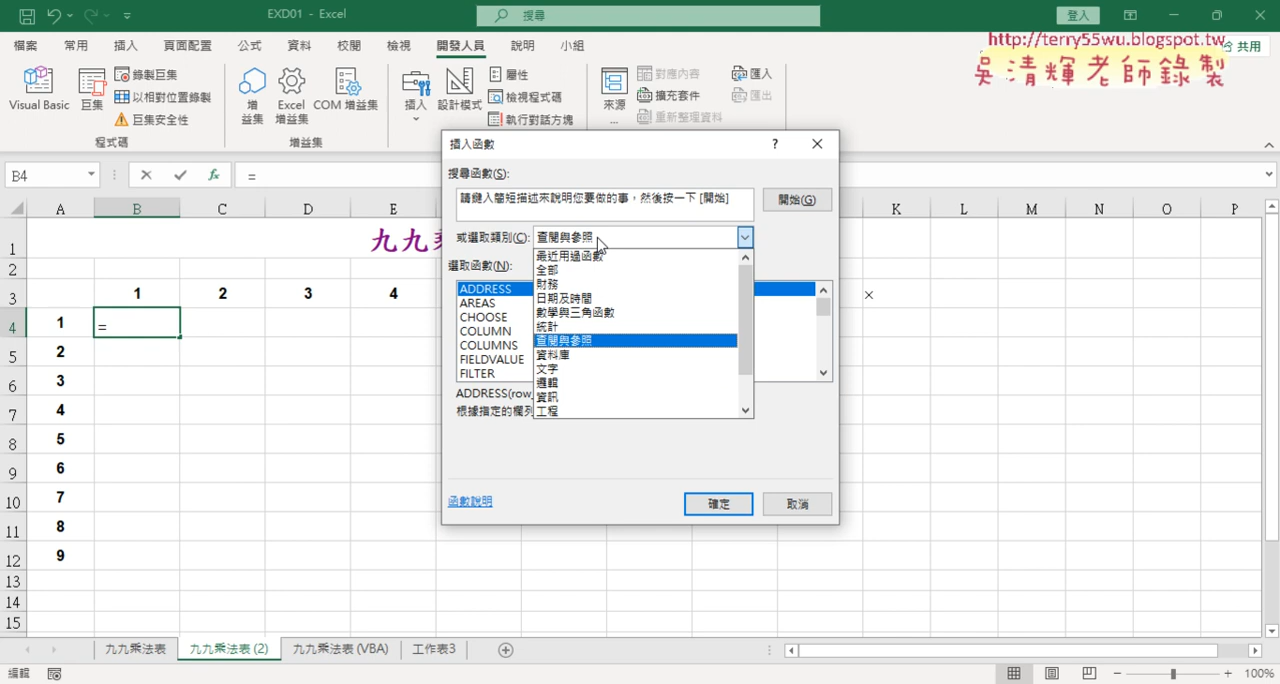 EXD01 - Excel
搜尋
登入
檔案
常用
插入
頁面配置
公式
資料
校閱
檢視
開發人員
說明
小組
共用
http://terry55wu.blogspot.tw
吳清輝老師錄製
Visual Basic
巨集
錄製巨集
以相對位置錄製
巨集安全性
程式碼
增
益集
Excel
增益集
COM 增益集
增益集
插入
設計模式
屬性
檢視程式碼
執行對話方塊
來源
...
對應內容
擴充套件
重新整理資料
匯入
匯出
B4
fx
=
A B C D E K L M N O P
1 九九
2
3 1 2 3 4 ×
4 1 =
5 2
6 3
7 4
8 5
9 6
10 7
11 8
12 9
13
14
15
插入函數
?
搜尋函數(S):
請鍵入簡短描述來說明您要做的事，然後按一下 [開始]
開始(G)
或選取類別(C): 查閱與參照
最近用過函數
全部
財務
日期及時間
數學與三角函數
統計
查閱與參照
資料庫
文字
邏輯
資訊
工程
選取函數(N):
ADDRESS
AREAS
CHOOSE
COLUMN
COLUMNS
FIELDVALUE
FILTER
ADDRESS(row_
根據指定的欄列
函數說明
確定
取消
九九乘法表
九九乘法表 (2)
九九乘法表 (VBA)
工作表3
編輯
100%